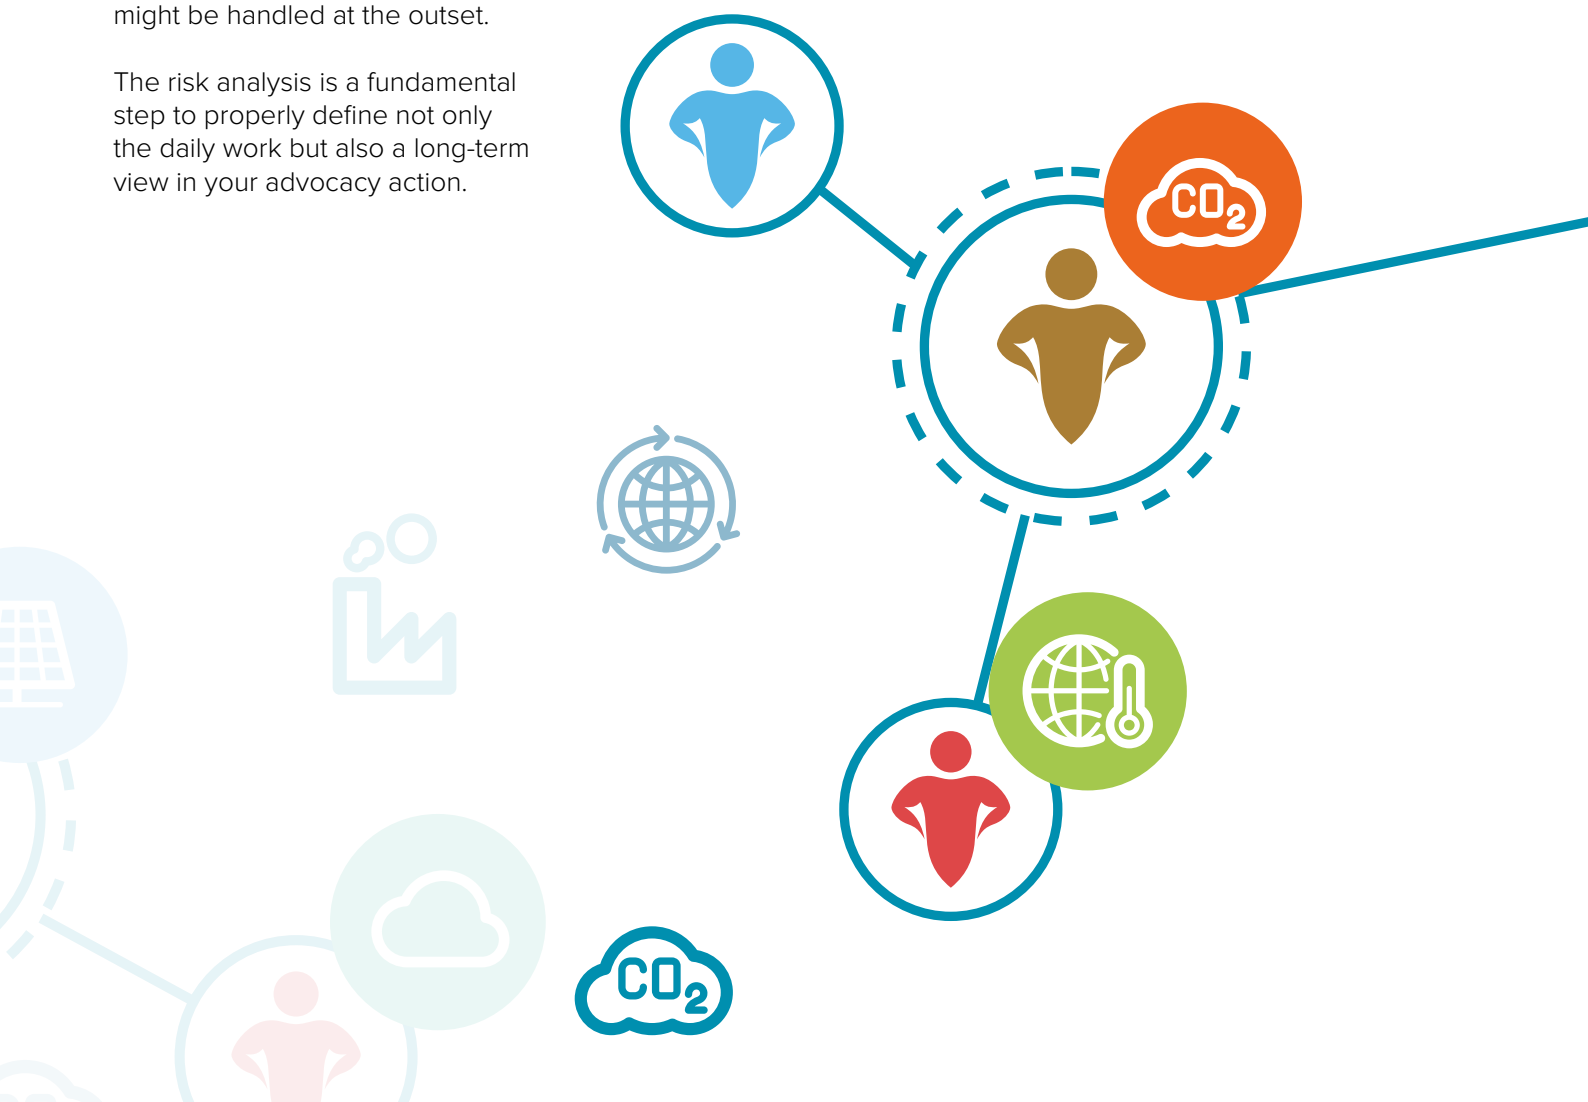 might be handled at the outset.
The risk analysis is a fundamental
step to properly define not only
the daily work but also a long-term
view in your advocacy action.
CO2
CO2